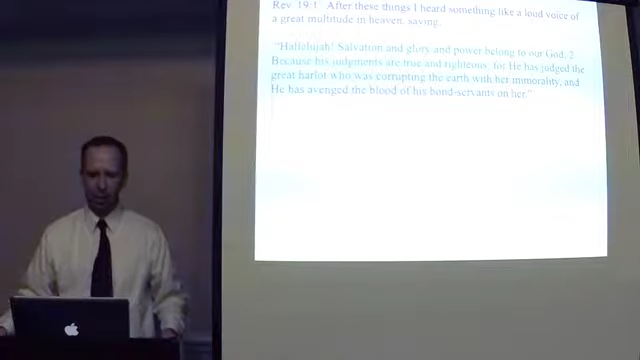 Rev 19:1 After these things I heard something like a loud voice of
a great multitude in heaven, saying,
"Hallelujah! Salvation and glory and power belong to our God; 2
Because his judgments are true and righteous; for He has judged the
great harlot who was corrupting the earth with her immorality, and
He has avenged the blood of his bond-servants on her."